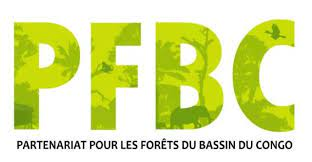 PFBC
PARTENARIAT POUR LES FORÊTS DU BASSIN DU CONGO